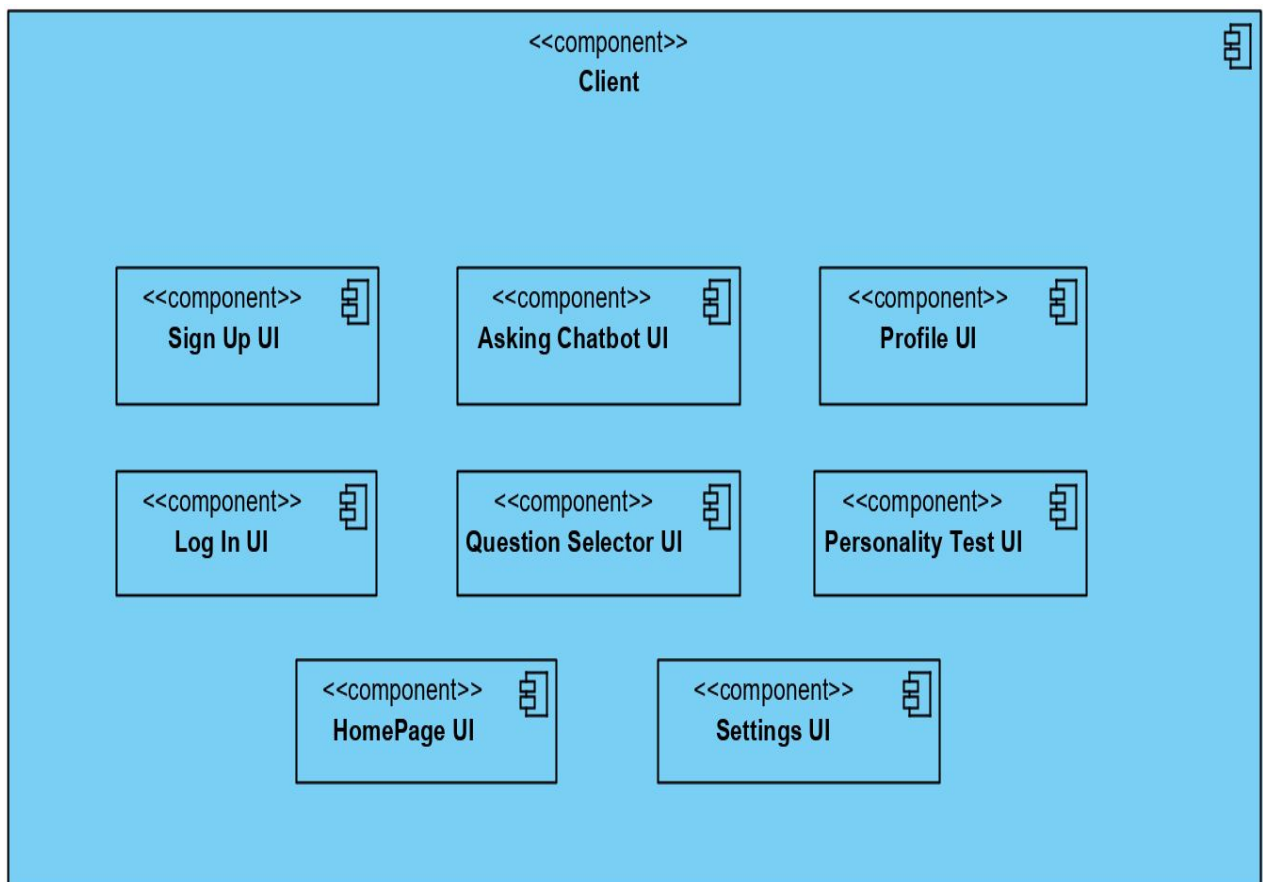 <<component>>
Client
<<component>>
Sign Up UI
<<component>>
Asking Chatbot UI
<<component>>
Profile UI
<<component>>
Log In UI
<<component>>
Question Selector UI
<<component>>
Personality Test UI
<<component>>
HomePage UI
<<component>>
Settings UI